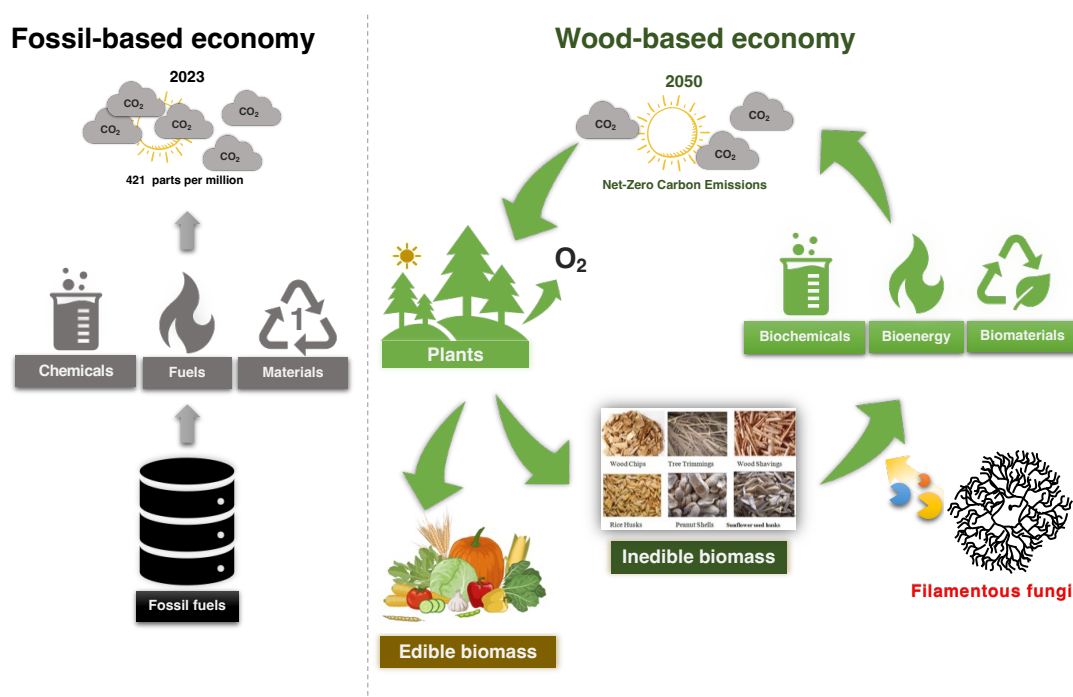 Fossil-based economy
2023
CO₂
CO₂
CO₂
CO₂
CO₂
421 parts per million
1
Chemicals
Fuels
Materials
Fossil fuels
Wood-based economy
2050
CO₂
CO₂
CO₂
Net-Zero Carbon Emissions
O₂
Plants
Biochemicals
Bioenergy
Biomaterials
Wood Chips
Tree Trimmings
Wood Shavings
Rice Husks
Peanut Shells
Sunflower seed husks
Inedible biomass
Filamentous fungi
Edible biomass